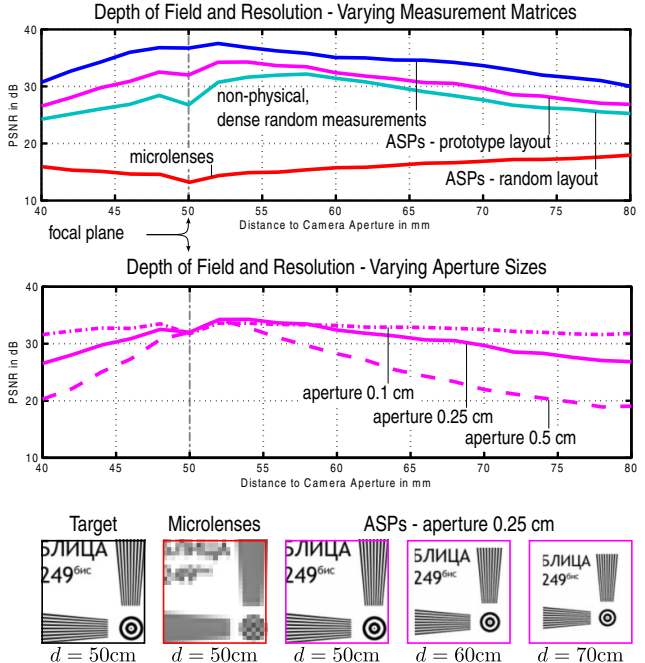 Depth of Field and Resolution - Varying Measurement Matrices
40
30
20
10
PSNR in dB
non-physical,
dense random measurements
ASPs - prototype layout
microlenses
ASPs - random layout
40 45 50 55 60 65 70 75 80
Distance to Camera Aperture in mm
focal plane
Depth of Field and Resolution - Varying Aperture Sizes
40
30
20
10
PSNR in dB
aperture 0.1 cm
aperture 0.25 cm
aperture 0.5 cm
40 45 50 55 60 65 70 75 80
Distance to Camera Aperture in mm
Target Microlenses ASPs - aperture 0.25 cm
БЛИЦА
249бис
БЛИЦА
249бис
БЛИЦА
249бис
БЛИЦА
249бис
d = 50cm d = 50cm d = 50cm d = 60cm d = 70cm